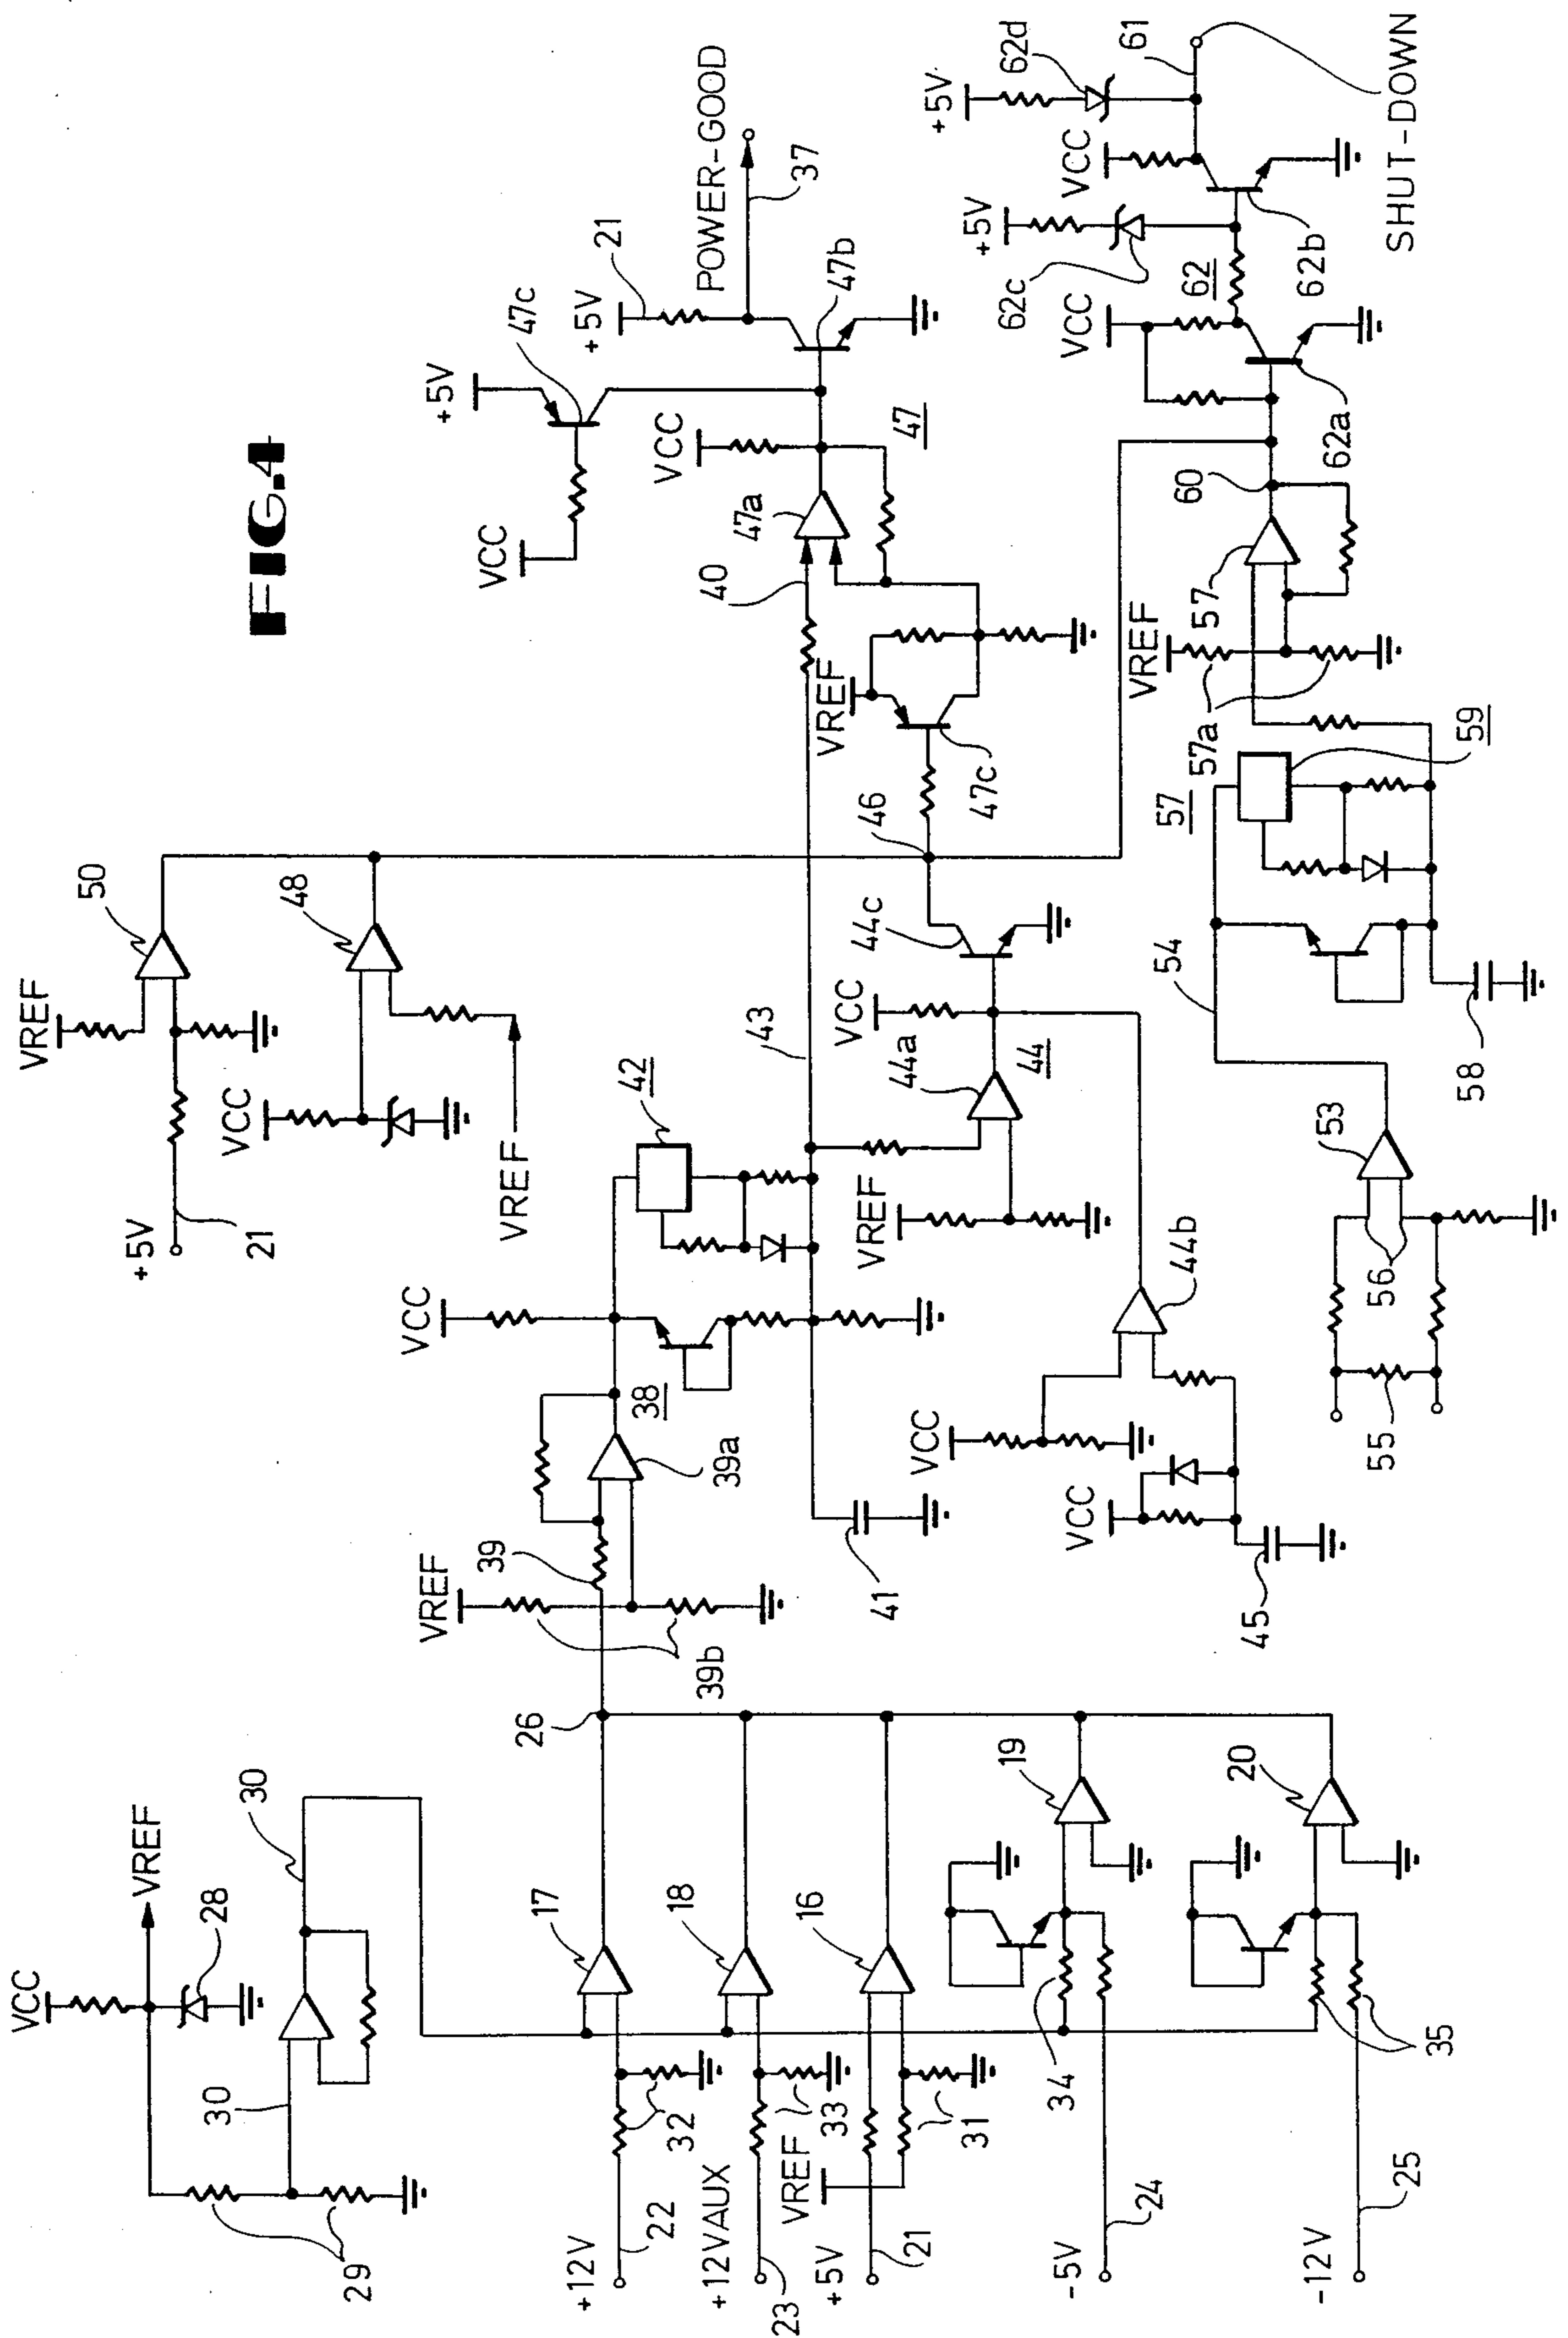 FIG.4
VCC
VREF
28
30
30
29
+12V
22
32
17
+12VAUX
23
33
18
VREF
+5V
21
31
16
-5V
24
34
19
-12V
25
35
20
26
VREF
39
39b
39a
38
VCC
42
41
43
+5V
21
VREF
50
VCC
48
VREF
VREF
44a
44
VCC
44c
46
VCC
44b
VCC
45
40
VREF
47c
47a
47
VCC
VCC
47c
+5V
+5V
21
47b
POWER-GOOD
37
55
56
53
54
58
57
59
57a
VREF
57
60
VCC
62a
62
62c
+5V
62b
VCC
+5V
62d
61
SHUT-DOWN